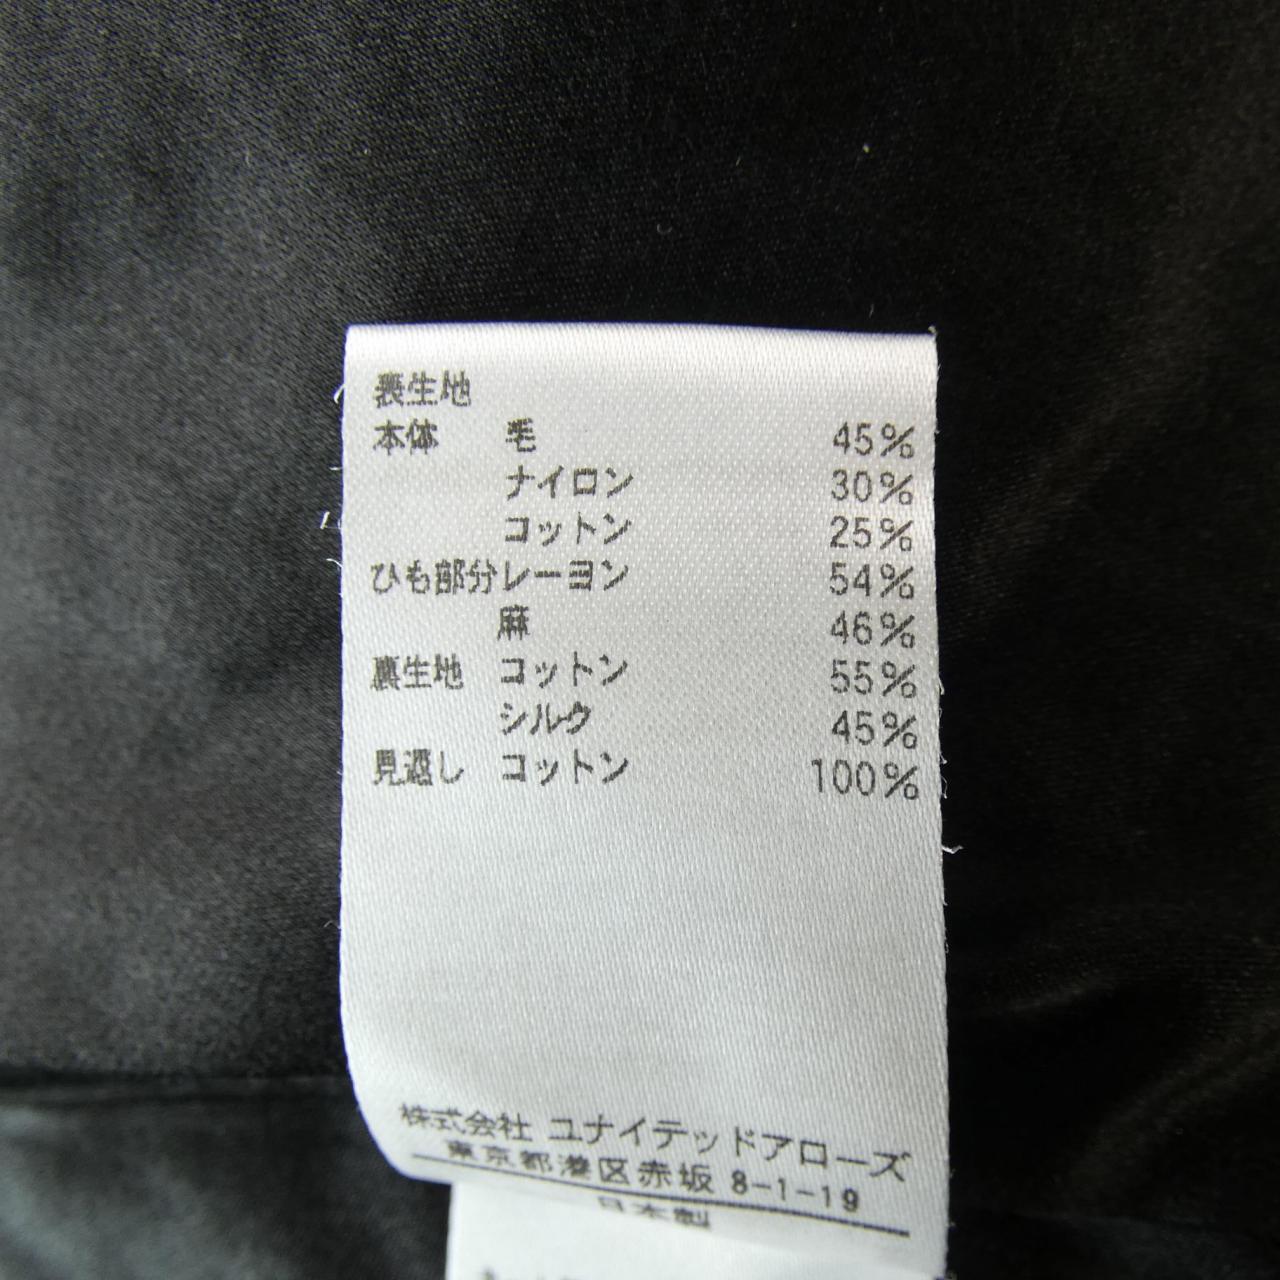 表生地
本体 毛 45%
ナイロン 30%
コットン 25%
ひも部分 レーヨン 54%
麻 46%
裏生地 コットン 55%
シルク 45%
見返し コットン 100%
株式会社 ユナイテッドアローズ
東京都港区赤坂 8-1-19
日本製